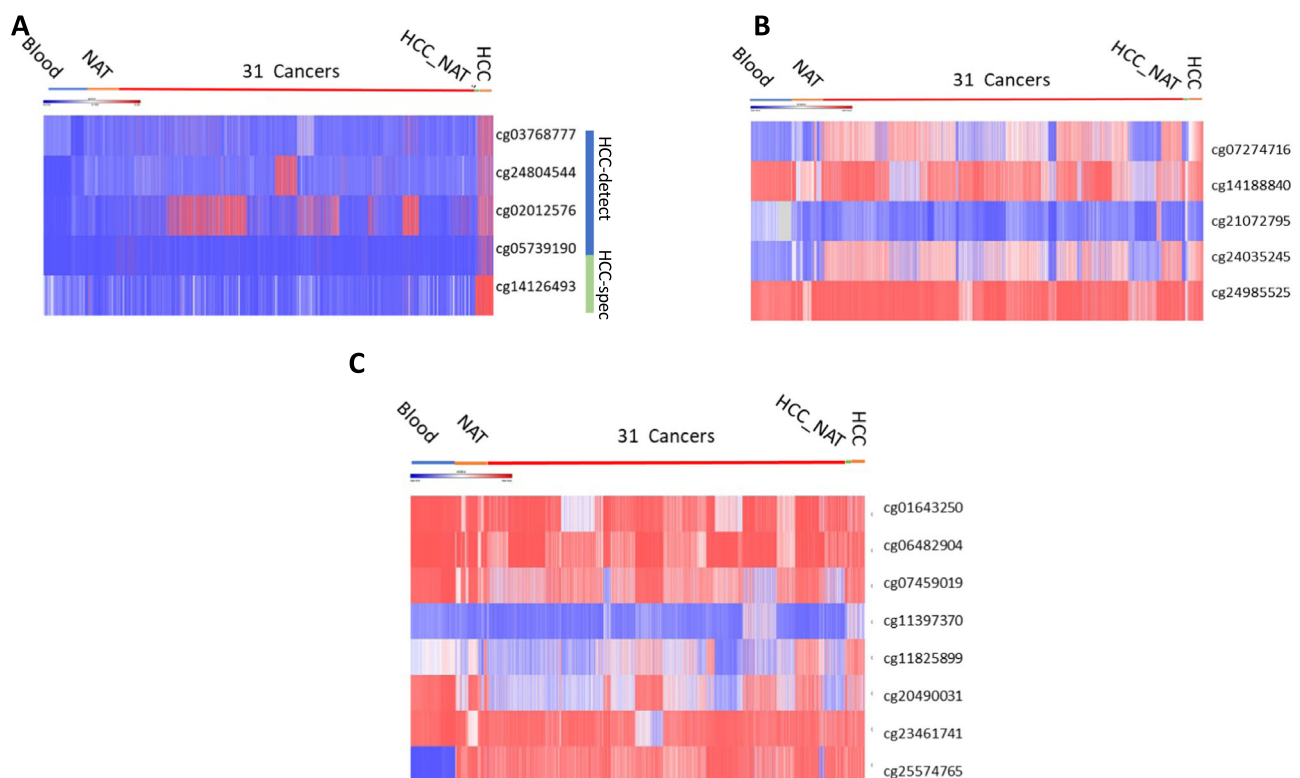 A
Blood
NAT
31 Cancers
HCC_NAT
HCC
cg03768777
cg24804544
cg02012576
cg05739190
cg14126493
HCC-detect
HCC-spec
B
Blood
NAT
31 Cancers
HCC_NAT
HCC
cg07274716
cg14188840
cg21072795
cg24035245
cg24985525
C
Blood
NAT
31 Cancers
HCC_NAT
HCC
cg01643250
cg06482904
cg07459019
cg11397370
cg11825899
cg20490031
cg23461741
cg25574765